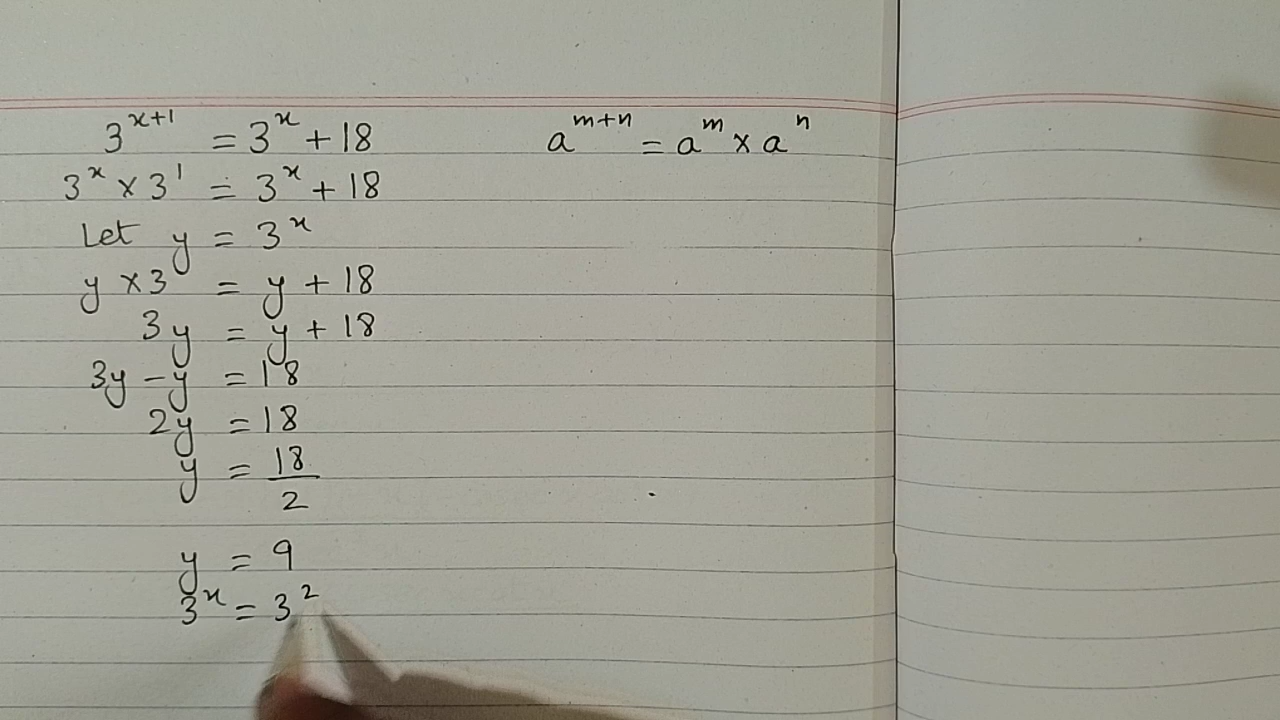 3^{x+1} = 3^x + 18    a^{m+n} = a^m × a^n
3^x × 3^1 = 3^x + 18
Let y = 3^x
y × 3 = y + 18
3y = y + 18
3y - y = 18
2y = 18
y = 18/2
y = 9
3^x = 3^2